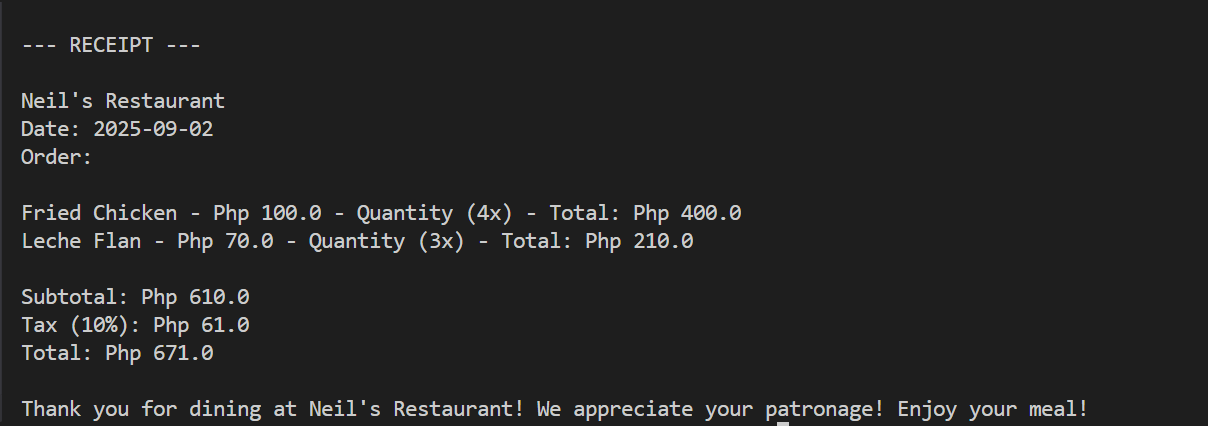 --- RECEIPT ---
Neil's Restaurant
Date: 2025-09-02
Order:
Fried Chicken - Php 100.0 - Quantity (4x) - Total: Php 400.0
Leche Flan - Php 70.0 - Quantity (3x) - Total: Php 210.0
Subtotal: Php 610.0
Tax (10%): Php 61.0
Total: Php 671.0
Thank you for dining at Neil's Restaurant! We appreciate your patronage! Enjoy your meal!